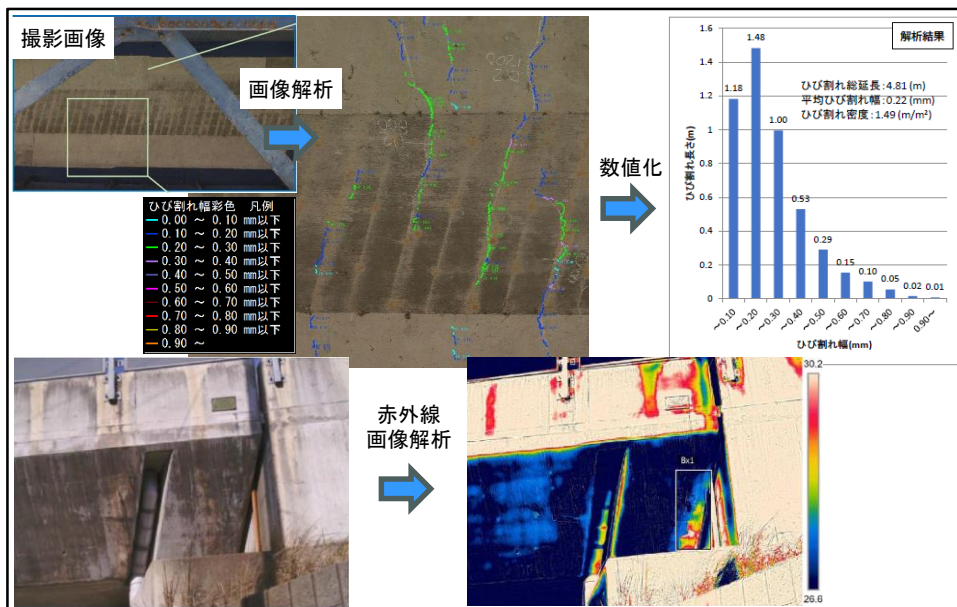 撮影画像
画像解析
ひび割れ幅彩色 凡例
0.00 ～ 0.10 mm以下
0.10 ～ 0.20 mm以下
0.20 ～ 0.30 mm以下
0.30 ～ 0.40 mm以下
0.40 ～ 0.50 mm以下
0.50 ～ 0.60 mm以下
0.60 ～ 0.70 mm以下
0.70 ～ 0.80 mm以下
0.80 ～ 0.90 mm以下
0.90 ～
数値化
解析結果
ひび割れ総延長:4.81 (m)
平均ひび割れ幅:0.22 (mm)
ひび割れ密度:1.49 (m/m²)
ひび割れ長さ(m)
1.6
1.4
1.2
1
0.8
0.6
0.4
0.2
0
1.18
1.48
1.00
0.53
0.29
0.15
0.10
0.05
0.02
0.01
～0.10
～0.20
～0.30
～0.40
～0.50
～0.60
～0.70
～0.80
～0.90
0.90～
ひび割れ幅(mm)
赤外線
画像解析
Bx1
30.2
26.6